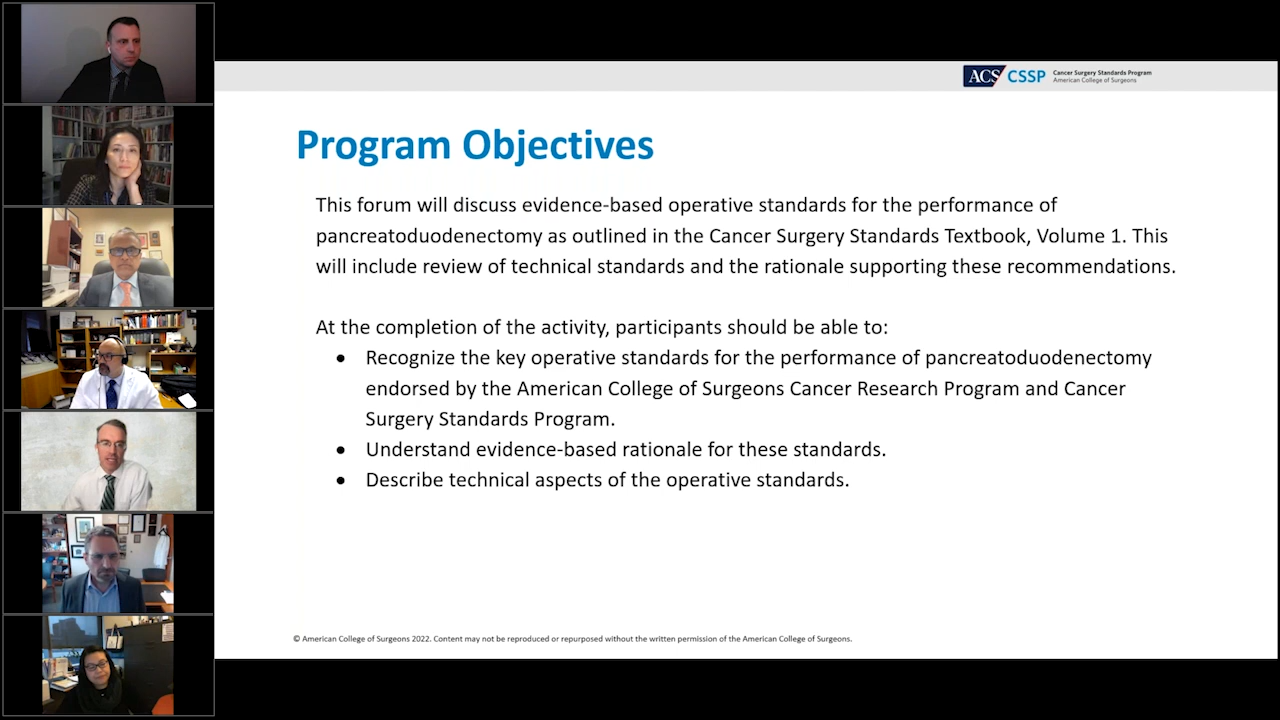 ACS CSSP Cancer Surgery Standards Program
American College of Surgeons
Program Objectives
This forum will discuss evidence-based operative standards for the performance of
pancreatoduodenectomy as outlined in the Cancer Surgery Standards Textbook, Volume 1. This
will include review of technical standards and the rationale supporting these recommendations.
At the completion of the activity, participants should be able to:
• Recognize the key operative standards for the performance of pancreatoduodenectomy
endorsed by the American College of Surgeons Cancer Research Program and Cancer
Surgery Standards Program.
• Understand evidence-based rationale for these standards.
• Describe technical aspects of the operative standards.
© American College of Surgeons 2022. Content may not be reproduced or repurposed without the written permission of the American College of Surgeons.